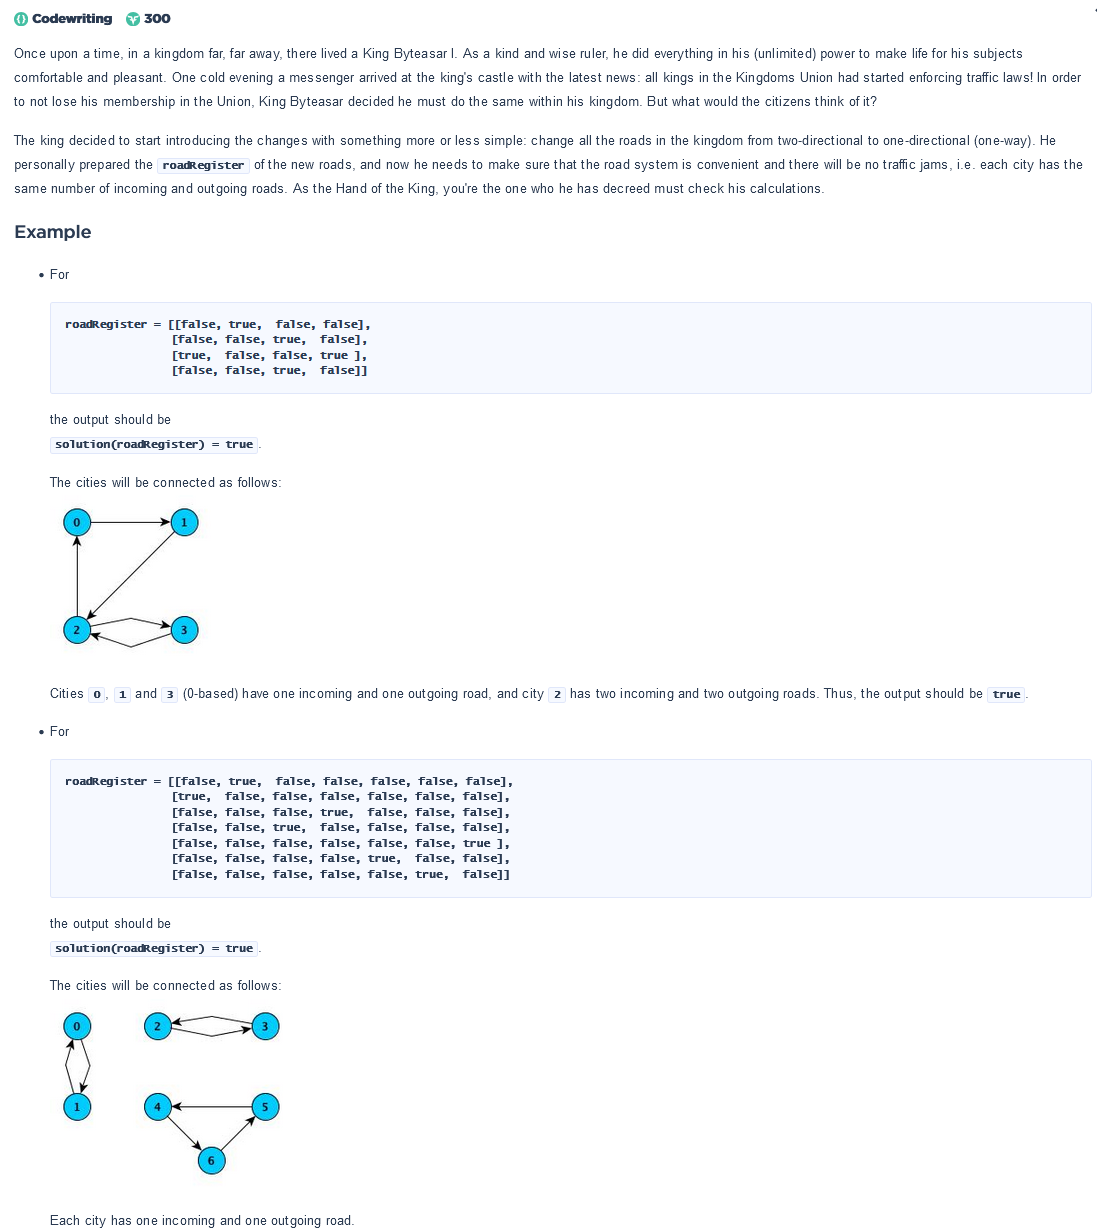 Codewriting 300
Once upon a time, in a kingdom far, far away, there lived a King Byteasar I. As a kind and wise ruler, he did everything in his (unlimited) power to make life for his subjects
comfortable and pleasant. One cold evening a messenger arrived at the king's castle with the latest news: all kings in the Kingdoms Union had started enforcing traffic laws! In order
to not lose his membership in the Union, King Byteasar decided he must do the same within his kingdom. But what would the citizens think of it?
The king decided to start introducing the changes with something more or less simple: change all the roads in the kingdom from two-directional to one-directional (one-way). He
personally prepared the roadRegister of the new roads, and now he needs to make sure that the road system is convenient and there will be no traffic jams, i.e. each city has the
same number of incoming and outgoing roads. As the Hand of the King, you're the one who he has decreed must check his calculations.
Example
• For
roadRegister = [[false, true,  false, false],
[false, false, true,  false],
[true,  false, false, true ],
[false, false, true,  false]]
the output should be
solution(roadRegister) = true.
The cities will be connected as follows:
0 1
2 3
Cities 0, 1 and 3 (0-based) have one incoming and one outgoing road, and city 2 has two incoming and two outgoing roads. Thus, the output should be true.
• For
roadRegister = [[false, true,  false, false, false, false, false],
[true,  false, false, false, false, false, false],
[false, false, false, true,  false, false, false],
[false, false, true,  false, false, false, false],
[false, false, false, false, false, false, true ],
[false, false, false, false, true,  false, false],
[false, false, false, false, false, true,  false]]
the output should be
solution(roadRegister) = true.
The cities will be connected as follows:
0 2 3
1 4 5
6
Each city has one incoming and one outgoing road.